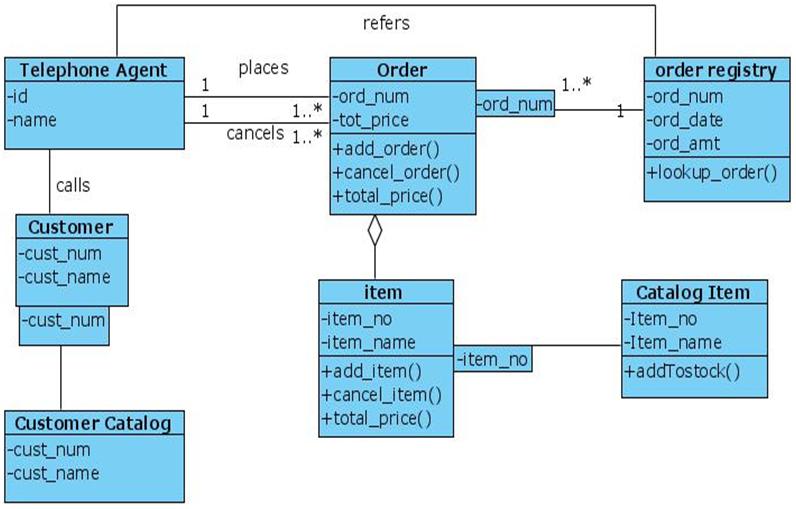 refers
Telephone Agent
-id
-name
places
1
1..*
1
cancels
1..*
Order
-ord_num
-tot_price
+add_order()
+cancel_order()
+total_price()
-ord_num
1..*
1
order registry
-ord_num
-ord_date
-ord_amt
+lookup_order()
calls
Customer
-cust_num
-cust_name
-cust_num
item
-item_no
-item_name
+add_item()
+cancel_item()
+total_price()
-item_no
Catalog Item
-Item_no
-Item_name
+addTostock()
Customer Catalog
-cust_num
-cust_name